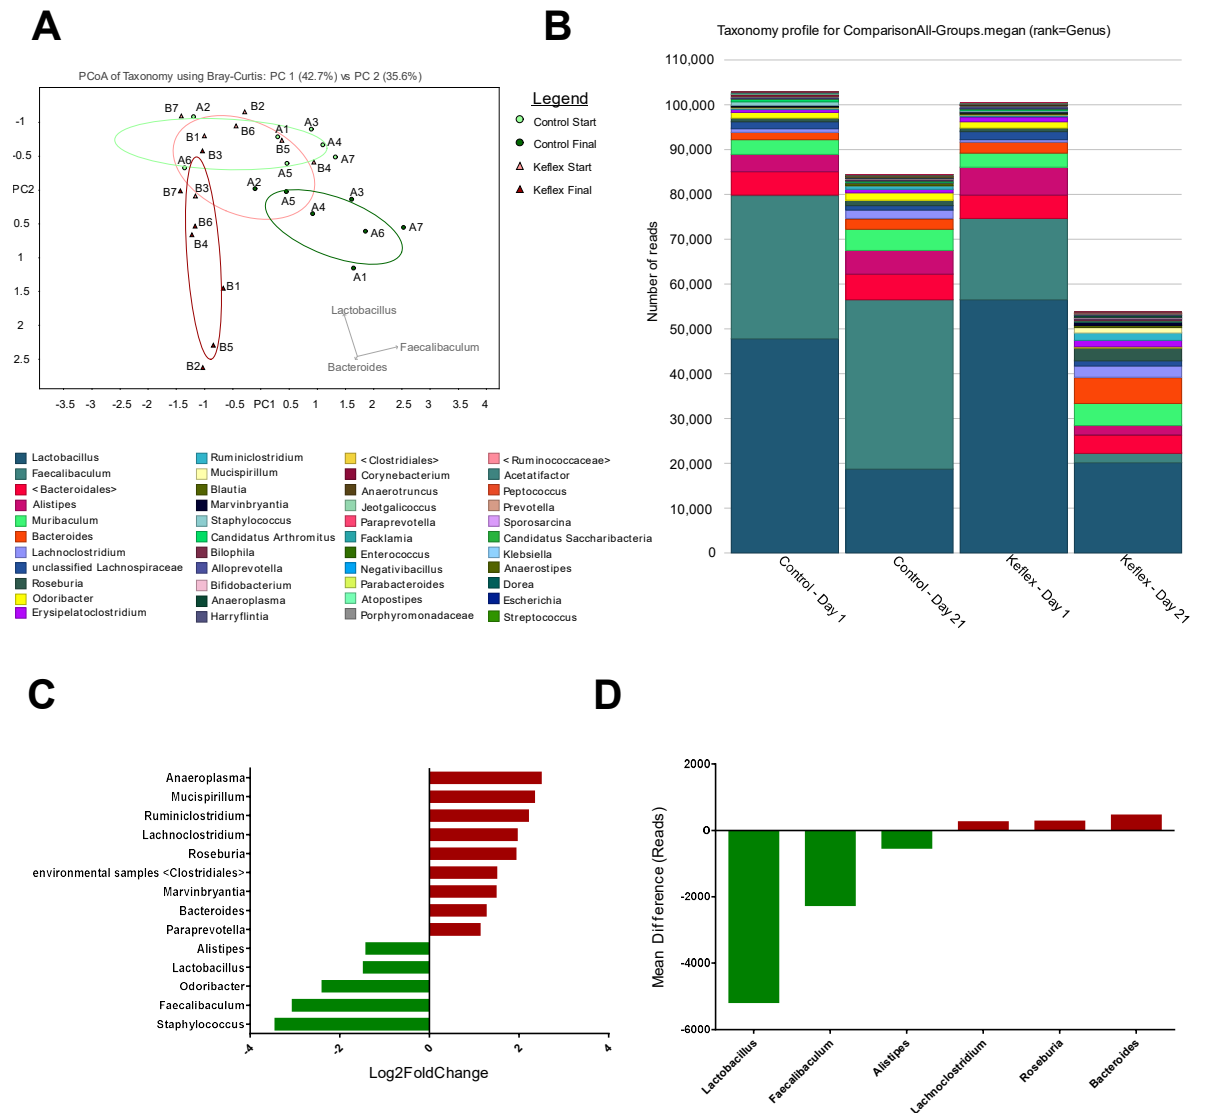 A
PCoA of Taxonomy using Bray-Curtis: PC 1 (42.7%) vs PC 2 (35.6%)
-1
-0.5
PC2
0.5
1
1.5
2
2.5
B7
A2
B2
B1
B6
A1
A3
B5
A4
B3
A6
B4
A7
A5
B7
B3
A2
A5
A3
A4
B6
B4
A6
A7
A1
B1
B5
B2
Lactobacillus
Faecalibaculum
Bacteroides
-3.5 -3 -2.5 -2 -1.5 -1 -0.5 PC1 0.5 1 1.5 2 2.5 3 3.5 4
Legend
Control Start
Control Final
Keflex Start
Keflex Final
Lactobacillus
Faecalibaculum
<Bacteroidales>
Alistipes
Muribaculum
Bacteroides
Lachnoclostridium
unclassified Lachnospiraceae
Roseburia
Odoribacter
Erysipelatoclostridium
Ruminiclostridium
Mucispirillum
Blautia
Marvinbryantia
Staphylococcus
Candidatus Arthromitus
Bilophila
Alloprevotella
Bifidobacterium
Anaeroplasma
Harryflintia
<Clostridiales>
Corynebacterium
Anaerotruncus
Jeotgalicoccus
Paraprevotella
Facklamia
Enterococcus
Negativibacillus
Parabacteroides
Atopostipes
Porphyromonadaceae
<Ruminococcaceae>
Acetatifactor
Peptococcus
Prevotella
Sporosarcina
Candidatus Saccharibacteria
Klebsiella
Anaerostipes
Dorea
Escherichia
Streptococcus
B
Taxonomy profile for ComparisonAll-Groups.megan (rank=Genus)
Number of reads
110,000
100,000
90,000
80,000
70,000
60,000
50,000
40,000
30,000
20,000
10,000
0
Control - Day 1
Control - Day 21
Keflex - Day 1
Keflex - Day 21
C
Anaeroplasma
Mucispirillum
Ruminiclostridium
Lachnoclostridium
Roseburia
environmental samples <Clostridiales>
Marvinbryantia
Bacteroides
Paraprevotella
Alistipes
Lactobacillus
Odoribacter
Faecalibaculum
Staphylococcus
-4 -2 0 2 4
Log2FoldChange
D
Mean Difference (Reads)
2000
0
-2000
-4000
-6000
Lactobacillus
Faecalibaculum
Alistipes
Lachnoclostridium
Roseburia
Bacteroides